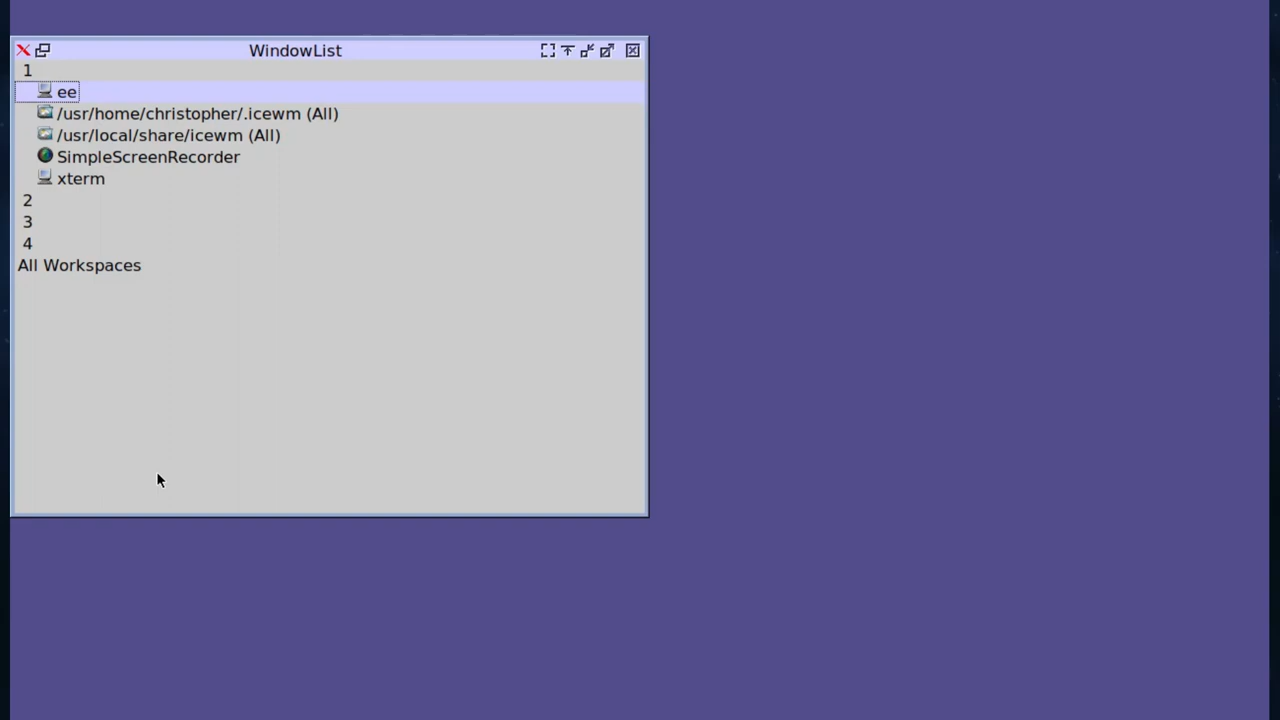 WindowList
1
ee
/usr/home/christopher/.icewm (All)
/usr/local/share/icewm (All)
SimpleScreenRecorder
xterm
2
3
4
All Workspaces